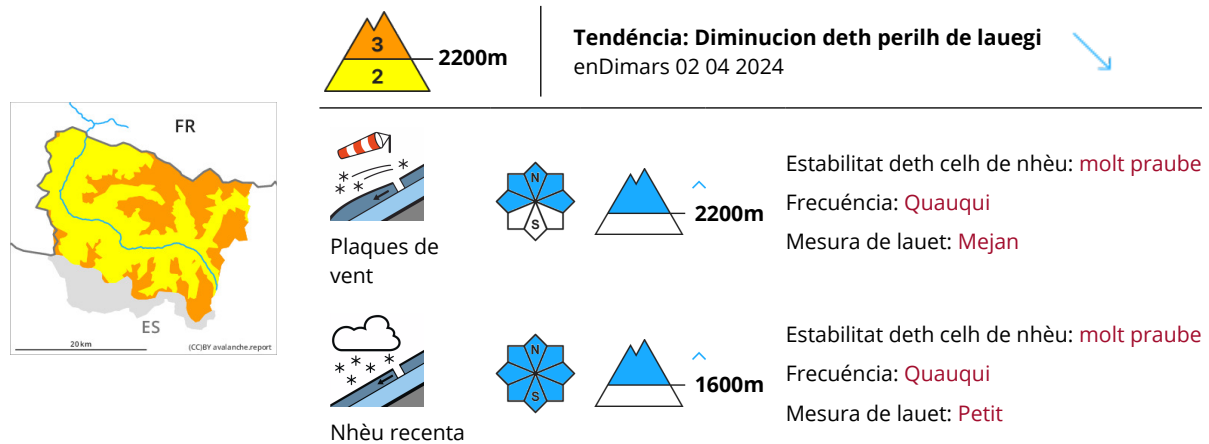 3
2
2200m
Tendéncia: Diminucion deth perilh de lauegi
enDimars 02 04 2024
FR
ES
20 km
(CC)BY avalanche.report
N
S
2200m
Plaques de
vent
Estabilitat deth celh de nhèu: molt praube
Frecuéncia: Quauqui
Mesura de lauet: Mejan
N
S
1600m
Nhèu recenta
Estabilitat deth celh de nhèu: molt praube
Frecuéncia: Quauqui
Mesura de lauet: Petit